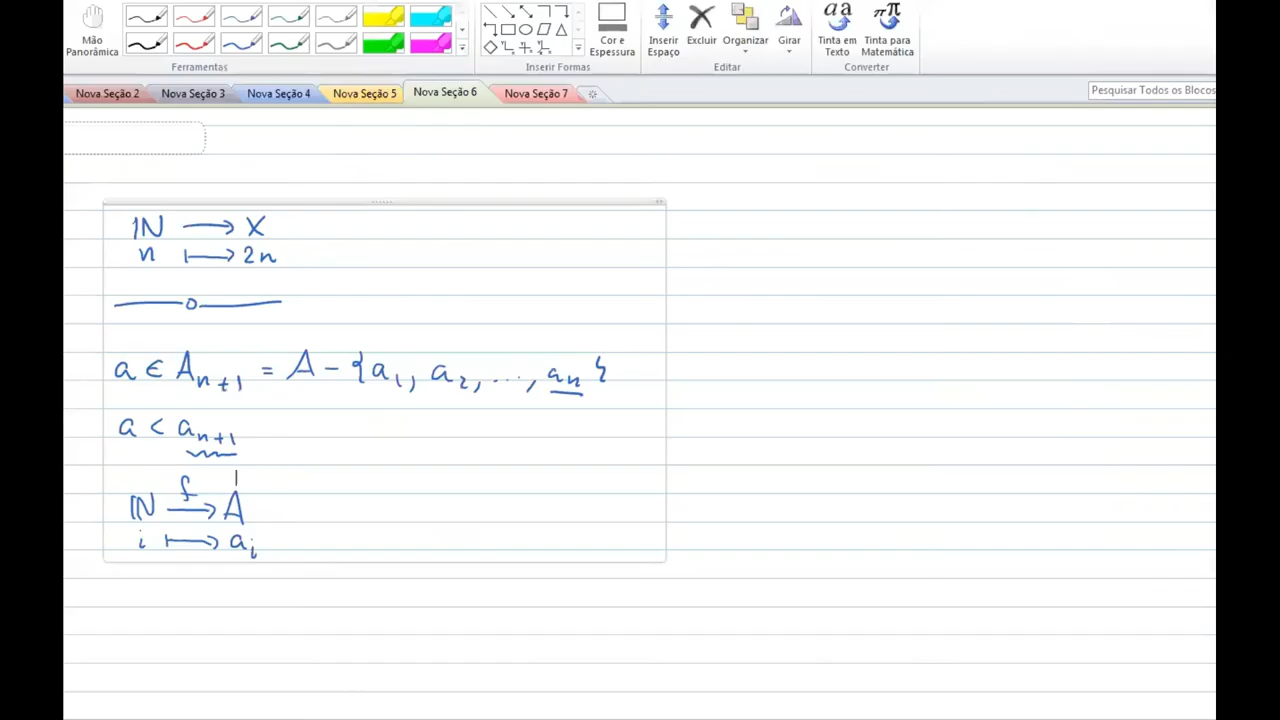 Mão Panorâmica
Ferramentas
Inserir Formas
Cor e Espessura
Inserir Espaço
Excluir
Organizar
Girar
Editar
Tinta em Texto
Tinta para Matemática
Converter
Nova Seção 2 Nova Seção 3 Nova Seção 4 Nova Seção 5 Nova Seção 6 Nova Seção 7
Pesquisar Todos os Blocos
ℕ → X
n ↦ 2n
a ∈ Aₙ₊₁ = A − {a₁, a₂, ..., aₙ}
a < aₙ₊₁
ℕ →f A
i ↦ aᵢ